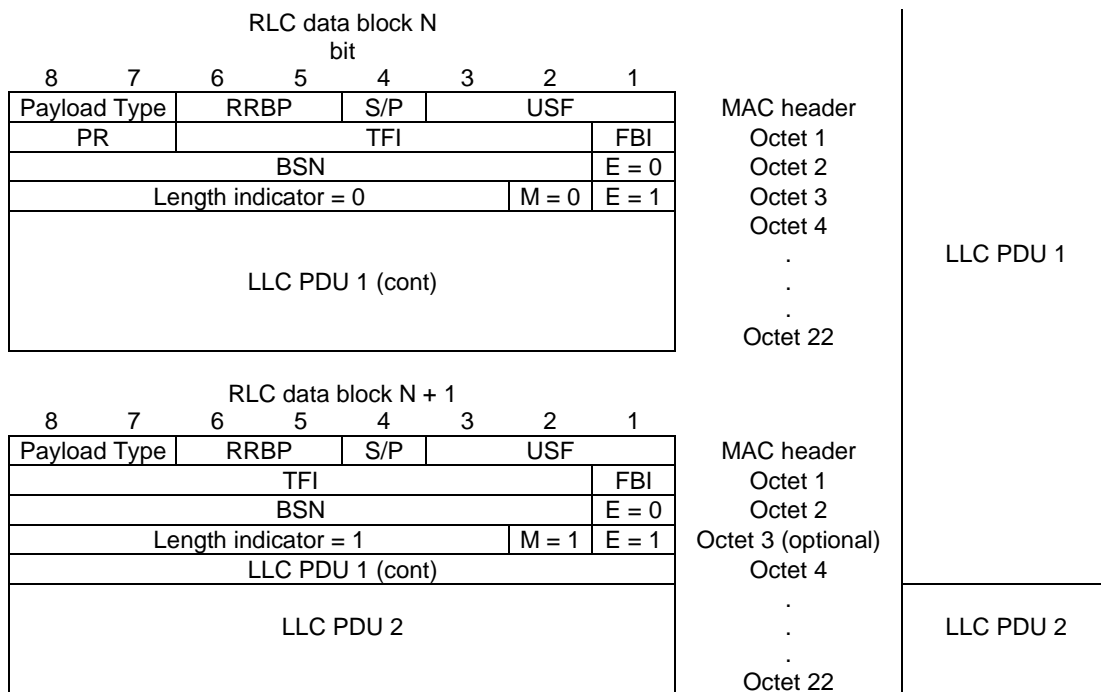 RLC data block N
bit
8 7 6 5 4 3 2 1
Payload Type RRBP S/P USF MAC header
PR TFI FBI Octet 1
BSN E = 0 Octet 2
Length indicator = 0 M = 0 E = 1 Octet 3
Octet 4
LLC PDU 1 (cont) . LLC PDU 1
.
.
Octet 22
RLC data block N + 1
8 7 6 5 4 3 2 1
Payload Type RRBP S/P USF MAC header
TFI FBI Octet 1
BSN E = 0 Octet 2
Length indicator = 1 M = 1 E = 1 Octet 3 (optional)
LLC PDU 1 (cont) Octet 4
.
LLC PDU 2 . LLC PDU 2
.
Octet 22